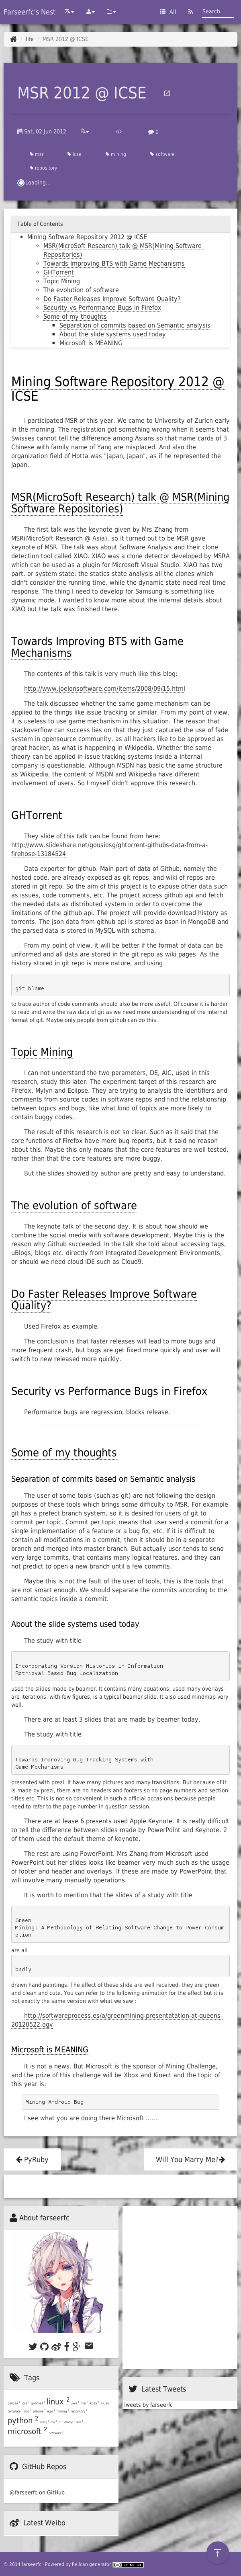 Farseerfc's Nest
All
Search
life / MSR 2012 @ ICSE
MSR 2012 @ ICSE
Sat, 02 Jun 2012
0
msr
icse
mining
software
repository
Loading...
Table of Contents
Mining Software Repository 2012 @ ICSE
MSR(MicroSoft Research) talk @ MSR(Mining Software
Repositories)
Towards Improving BTS with Game Mechanisms
GHTorrent
Topic Mining
The evolution of software
Do Faster Releases Improve Software Quality?
Security vs Performance Bugs in Firefox
Some of my thoughts
Separation of commits based on Semantic analysis
About the slide systems used today
Microsoft is MEANING
Mining Software Repository 2012 @
ICSE
I participated MSR of this year. We came to University of Zurich early
in the morning. The registration got something wrong when it seems that
Swisses cannot tell the difference among Asians so that name cards of 3
Chinese with family name of Yang are misplaced. And also the
organization field of Hotta was "Japan, Japan", as if he represented the
Japan.
MSR(MicroSoft Research) talk @ MSR(Mining
Software Repositories)
The first talk was the keynote given by Mrs Zhang from
MSR(MicroSoft Research @ Asia), so it turned out to be MSR gave
keynote of MSR. The talk was about Software Analysis and their clone
detection tool called XIAO. XIAO was a clone detector developed by MSRA
which can be used as a plugin for Microsoft Visual Studio. XIAO has two
part, or system state: the statics state analysis all the clones which
didn't consider the running time, while the dynamic state need real time
response. The thing I focused on during the study is something like
dynamic state. I would like to know more about the internal details about
XIAO but the talk was finished there.
Towards Improving BTS with Game
Mechanisms
The contents of this talk is very much like this blog:
http://www.joelonsoftware.com/items/2008/09/15.html
The talk discussed whether the same game mechanism can be
applied to the things like issue tracking or similar. From my point of view,
it is useless to use game mechanism in this situation. The reason that
stackoverflow can success like so that they just satisfied the urge of fade
in system in opensource community, as all hackers like to be approved as
great hacker, what is happened in Wikipedia. Whether the same
theory can be applied in issue tracking inside a internal
company is questionable. Although MSDN has basic the same structure
as Wikipedia, the content of MSDN and Wikipedia have different
involvement of users. So I myself didn't approve this research.
GHTorrent
They slide of this talk can be found from here:
http://www.slideshare.net/gousiosg/ghtorrent-githubs-data-from-a-
firehose-13184524
Data exporter for github. Main part of data of Github, namely the
hosted code, are already exposed as git repos, and wiki of repos are
stored in git repo. So the aim of this project is to expose other data such
as issues, comments, etc. The project access github api and fetch
the needed data as distributed system in order to overcome the
limitations of the github api. The project will provide download history as
torrents. The json data from github api is stored as bson in MongoDB and
the parsed data is stored in MySQL with schema.
From my point of view, it will be better if the format of data can be
uniformed and all data are stored in the git repo as wiki pages. As the
history stored in git repo is more nature, and using
git blame
to trace author of code comments should also be more useful. Of course it is harder
to read and write the raw data of git as we need more understanding of the internal
format of git. Maybe only people from github can do this.
Topic Mining
I can not understand the two parameters, DE, AIC, used in this
research, study this later. The experiment target of this research are
Firefox, Mylyn and Eclipse. They are trying to analysis the identifiers and
comments from source codes in software repos and find the relationship
between topics and bugs, like what kind of topics are more likely to
contain buggy codes.
The result of this research is not so clear. Such as it said that the
core functions of Firefox have more bug reports, but it said no reason
about this. Maybe this only means that the core features are well tested,
rather than than the core features are more buggy.
But the slides showed by author are pretty and easy to understand.
The evolution of software
The keynote talk of the second day. It is about how should we
combine the social media with software development. Maybe this is the
reason why Github succeeded. In the talk she told about adopting taggings,
uBlogs, blogs etc. directly from Integrated Development Environments,
or should we need cloud IDE such as Cloud9.
Do Faster Releases Improve Software
Quality?
Used Firefox as example.
The conclusion is that faster releases will lead to more bugs and
more frequent crash, but bugs are get fixed more quickly and user will
switch to new released more quickly.
Security vs Performance Bugs in Firefox
Performance bugs are regression, blocks release.
Some of my thoughts
Separation of commits based on Semantic analysis
The user of some tools (such as git) are not following the design
purposes of these tools which brings some difficulty to MSR. For example
git has a prefect branch system, so it is desired for users of git to
commit per topic. Commit per topic means that to user a commit for a
single implementation of a feature or a bug fix, etc. If it is difficult to
contain all modifications in a commit, then it should be in a separate
branch and merged into master branch. But actually user tends to send
very large commits, that contains many logical features, and they can
not predict to open a branch until a few commits.
Maybe this is not the fault of the user of tools, this is the tools that
are not smart enough. We should separate the commits according to the
semantic topics inside a commit.
About the slide systems used today
The study with title
Incorporating Version Histories in Information
Retrieval Based Bug Localization
used the slides made by beamer. It contains many equations, used many overlays
are iterations, with few figures, is a typical beamer slide. It also used mindmap very
well.
There are at least 3 slides that are made by beamer today.
The study with title
Towards Improving Bug Tracking Systems with
Game Mechanisms
presented with prezi. It have many pictures and many transitions. But because of it
is made by prezi, there are no headers and footnotes so no page numbers and section
titles etc. This is not so convenient in such a official occasions because people
need to refer to the page number in question session.
There are at lease 6 presents used Apple Keynote. It is really difficult
to tell the difference between slides made by PowerPoint and Keynote. 2
of them used the default theme of keynote.
The rest are using PowerPoint. Mrs Zhang from Microsoft used
PowerPoint but her slides looks like beamer very much such as the usage
of footer and header and overlays. If these are made by PowerPoint that
will involve many manually operations.
It is worth to mention that the slides of a study with title
Green
Mining: A Methodology of Relating Software Change to Power Consum
ption
are all
badly
drawn hand paintings. The effect of these slide are well received, they are green
and clean and cute. You can refer to the following position for the effect but it is
not exactly the same version with what we saw :
http://softwareprocess.es/a/greenmining-presentatation-at-queens-
20120522.ogv
Microsoft is MEANING
It is not a news. But Microsoft is the sponsor of Mining Challenge,
and the prize of this challenge will be Xbox and Kinect and the topic of
this year is:
Mining Android Bug
I see what you are doing there Microsoft ......
PyRuby
Will You Marry Me?
About farseerfc
Tags
linux 2
python 2
microsoft 2
Latest Tweets
Tweets by farseerfc
GitHub Repos
@farseerfc on GitHub
Latest Weibo
© 2014 farseerfc · Powered by Pelican generator